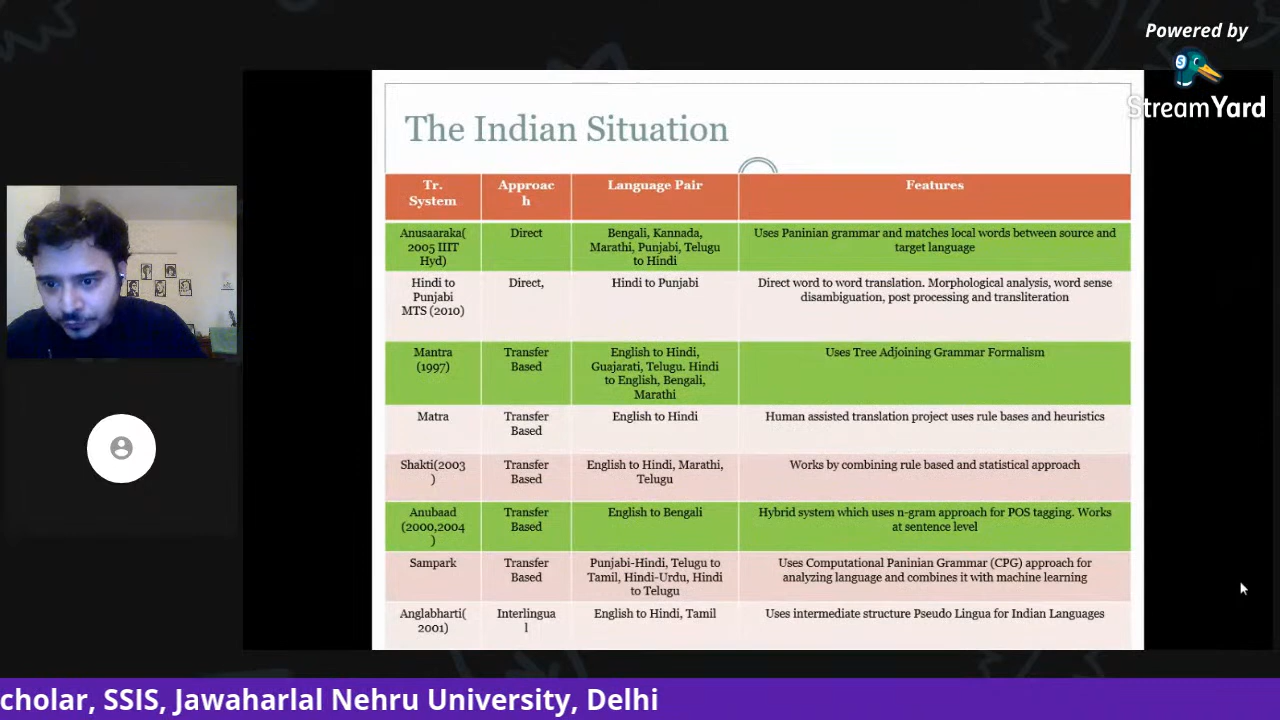 Powered by
StreamYard
The Indian Situation
Tr.
System
Approac
h
Language Pair
Features
Anusaaraka(
2005 IIIT
Hyd)
Direct
Bengali, Kannada,
Marathi, Punjabi, Telugu
to Hindi
Uses Paninian grammar and matches local words between source and
target language
Hindi to
Punjabi
MTS (2010)
Direct,
Hindi to Punjabi
Direct word to word translation. Morphological analysis, word sense
disambiguation, post processing and transliteration
Mantra
(1997)
Transfer
Based
English to Hindi,
Guajarati, Telugu. Hindi
to English, Bengali,
Marathi
Uses Tree Adjoining Grammar Formalism
Matra
Transfer
Based
English to Hindi
Human assisted translation project uses rule bases and heuristics
Shakti(2003
)
Transfer
Based
English to Hindi, Marathi,
Telugu
Works by combining rule based and statistical approach
Anubaad
(2000,2004
)
Transfer
Based
English to Bengali
Hybrid system which uses n-gram approach for POS tagging. Works
at sentence level
Sampark
Transfer
Based
Punjabi-Hindi, Telugu to
Tamil, Hindi-Urdu, Hindi
to Telugu
Uses Computational Paninian Grammar (CPG) approach for
analyzing language and combines it with machine learning
Anglabharti(
2001)
Interlingua
l
English to Hindi, Tamil
Uses intermediate structure Pseudo Lingua for Indian Languages
cholar, SSIS, Jawaharlal Nehru University, Delhi